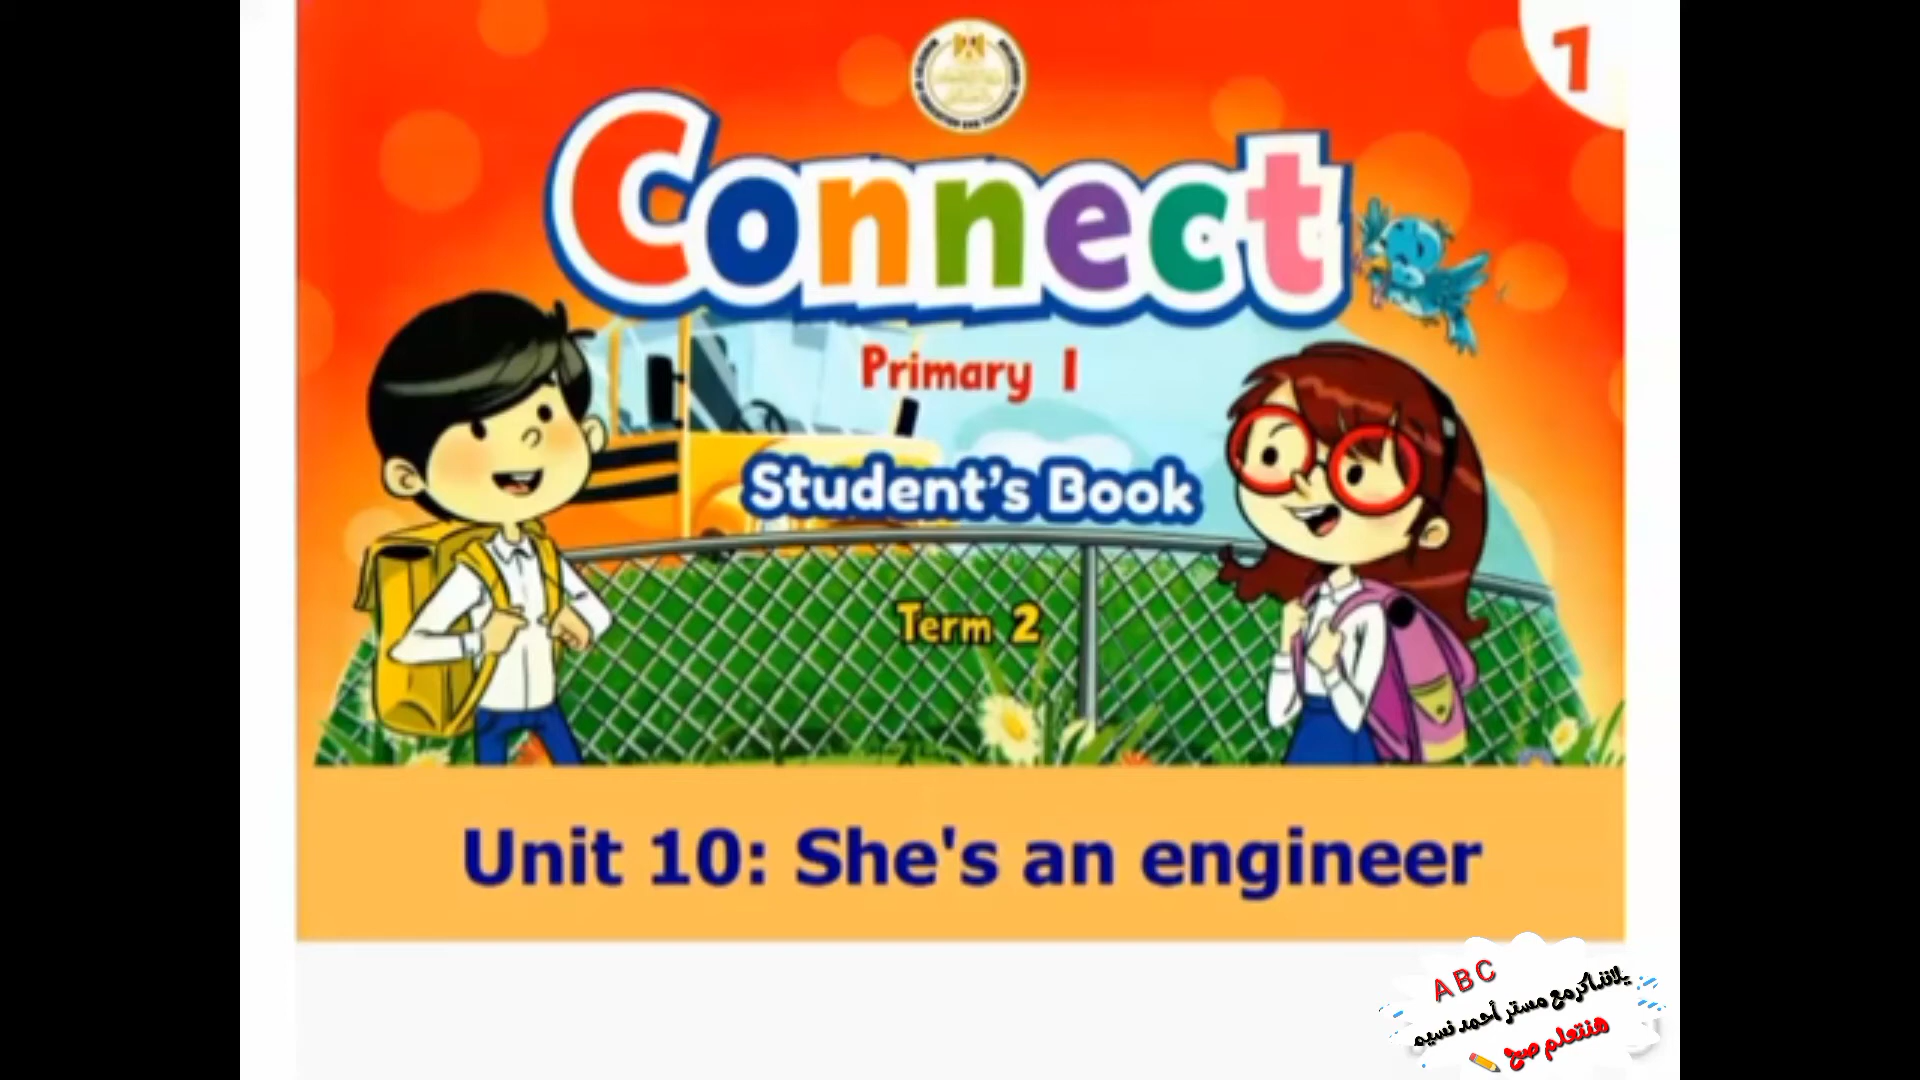 1
Connect
Primary 1
Student's Book
Term 2
Unit 10: She's an engineer
ABC
يلا نذاكر مع مستر أحمد نسيم
هنتعلم صح